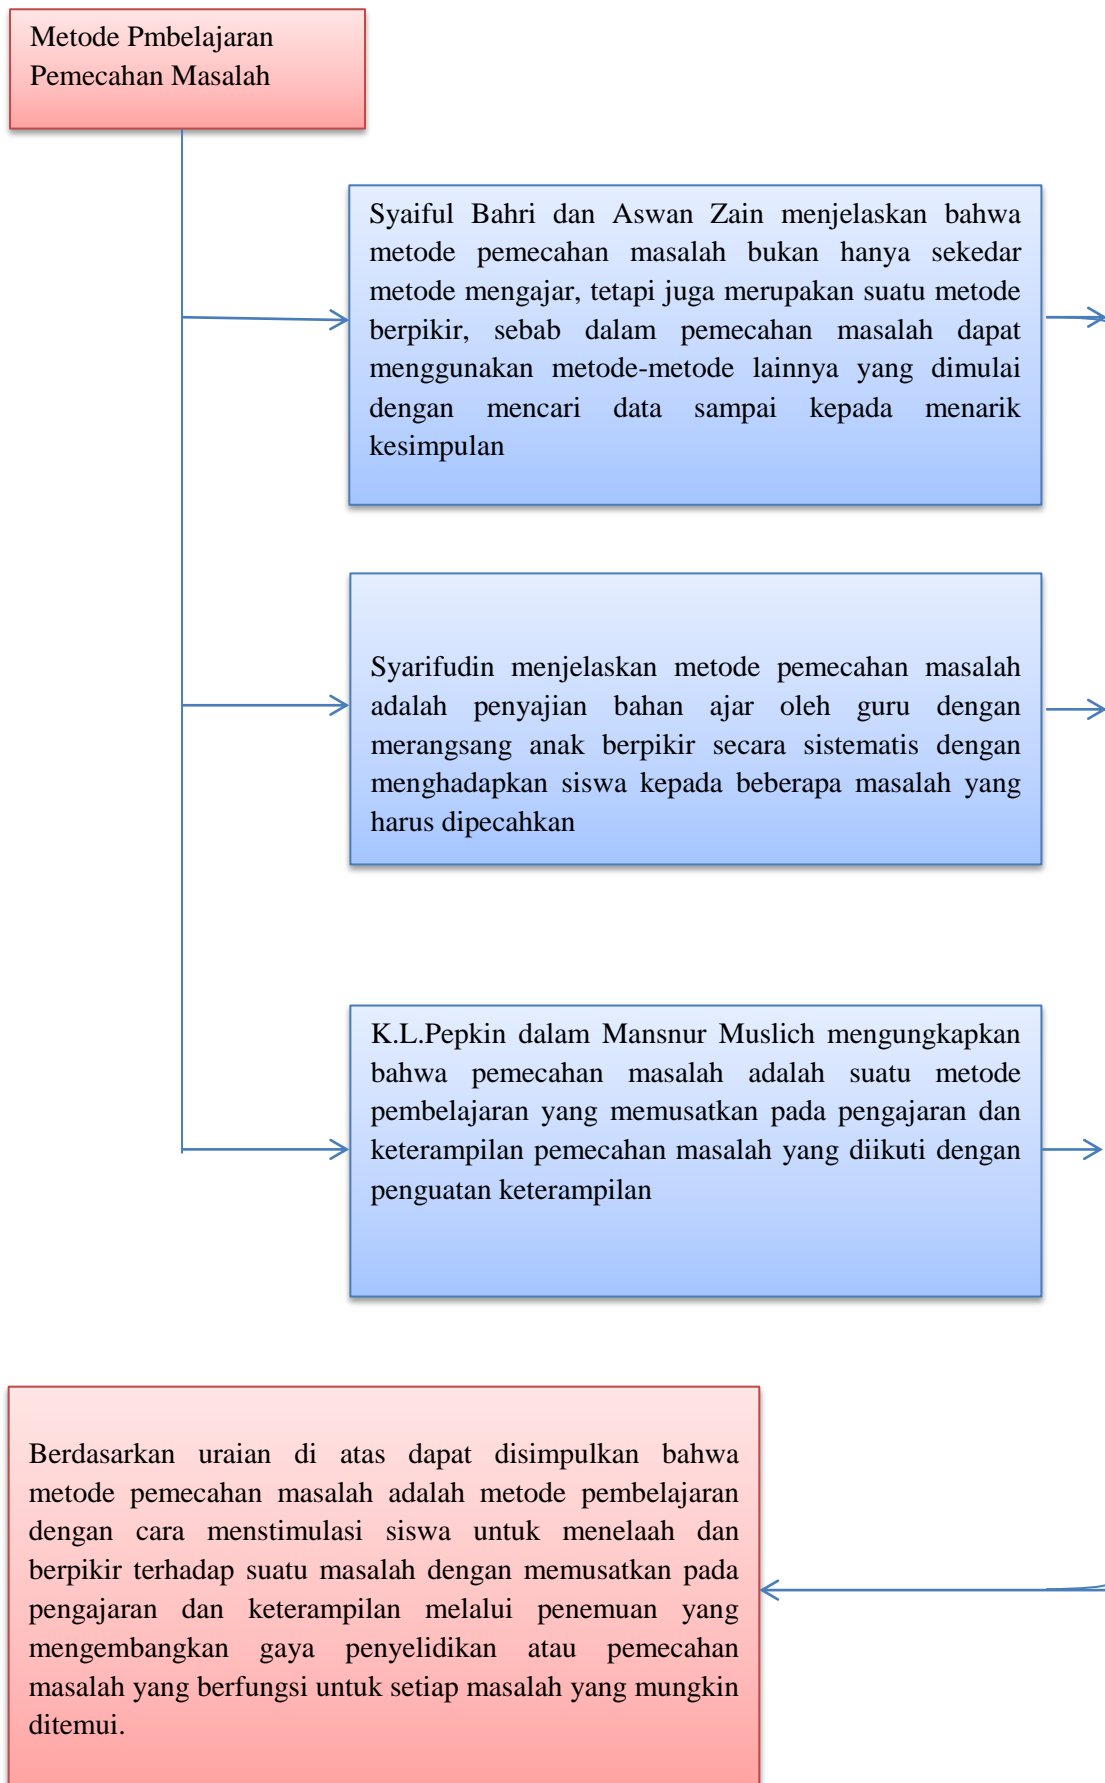 Metode Pmbelajaran
Pemecahan Masalah
Syaiful Bahri dan Aswan Zain menjelaskan bahwa
metode pemecahan masalah bukan hanya sekedar
metode mengajar, tetapi juga merupakan suatu metode
berpikir, sebab dalam pemecahan masalah dapat
menggunakan metode-metode lainnya yang dimulai
dengan mencari data sampai kepada menarik
kesimpulan
Syarifudin menjelaskan metode pemecahan masalah
adalah penyajian bahan ajar oleh guru dengan
merangsang anak berpikir secara sistematis dengan
menghadapkan siswa kepada beberapa masalah yang
harus dipecahkan
K.L.Pepkin dalam Mansnur Muslich mengungkapkan
bahwa pemecahan masalah adalah suatu metode
pembelajaran yang memusatkan pada pengajaran dan
keterampilan pemecahan masalah yang diikuti dengan
penguatan keterampilan
Berdasarkan uraian di atas dapat disimpulkan bahwa
metode pemecahan masalah adalah metode pembelajaran
dengan cara menstimulasi siswa untuk menelaah dan
berpikir terhadap suatu masalah dengan memusatkan pada
pengajaran dan keterampilan melalui penemuan yang
mengembangkan gaya penyelidikan atau pemecahan
masalah yang berfungsi untuk setiap masalah yang mungkin
ditemui.